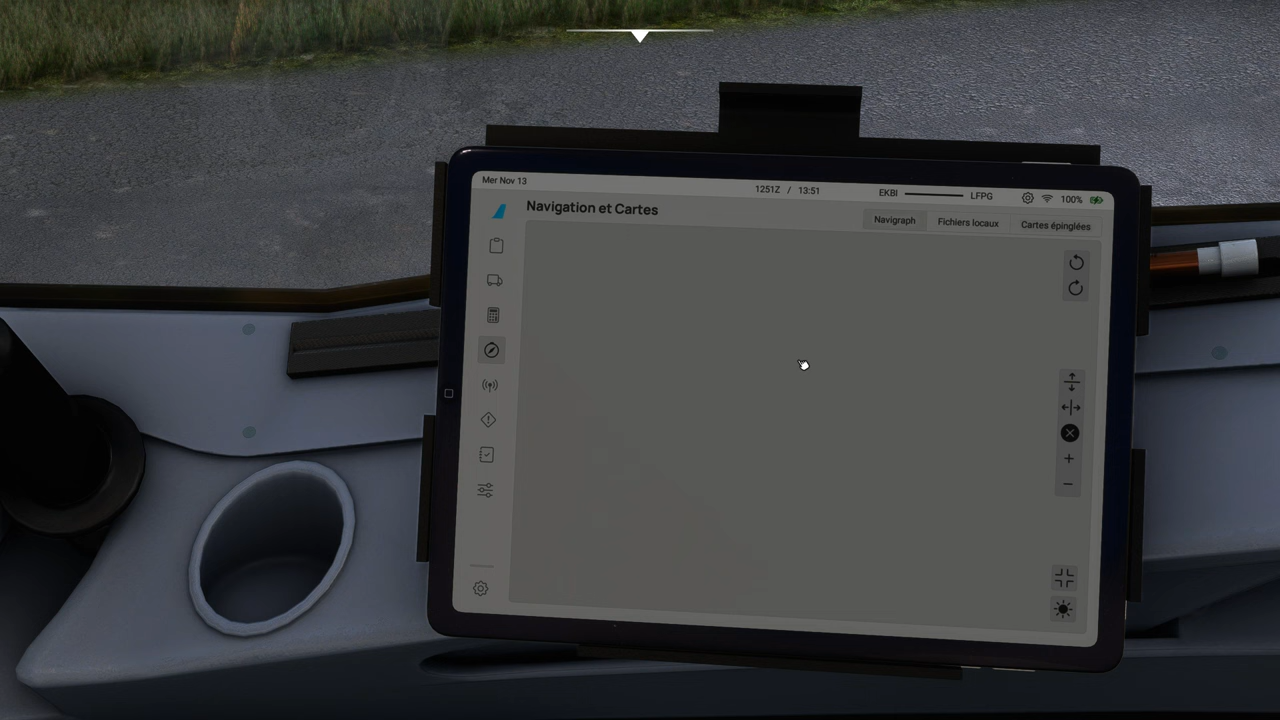 Mer Nov 13
1251Z / 13:51
EKBI LFPG
100%
Navigation et Cartes
Navigraph
Fichiers locaux
Cartes épinglées